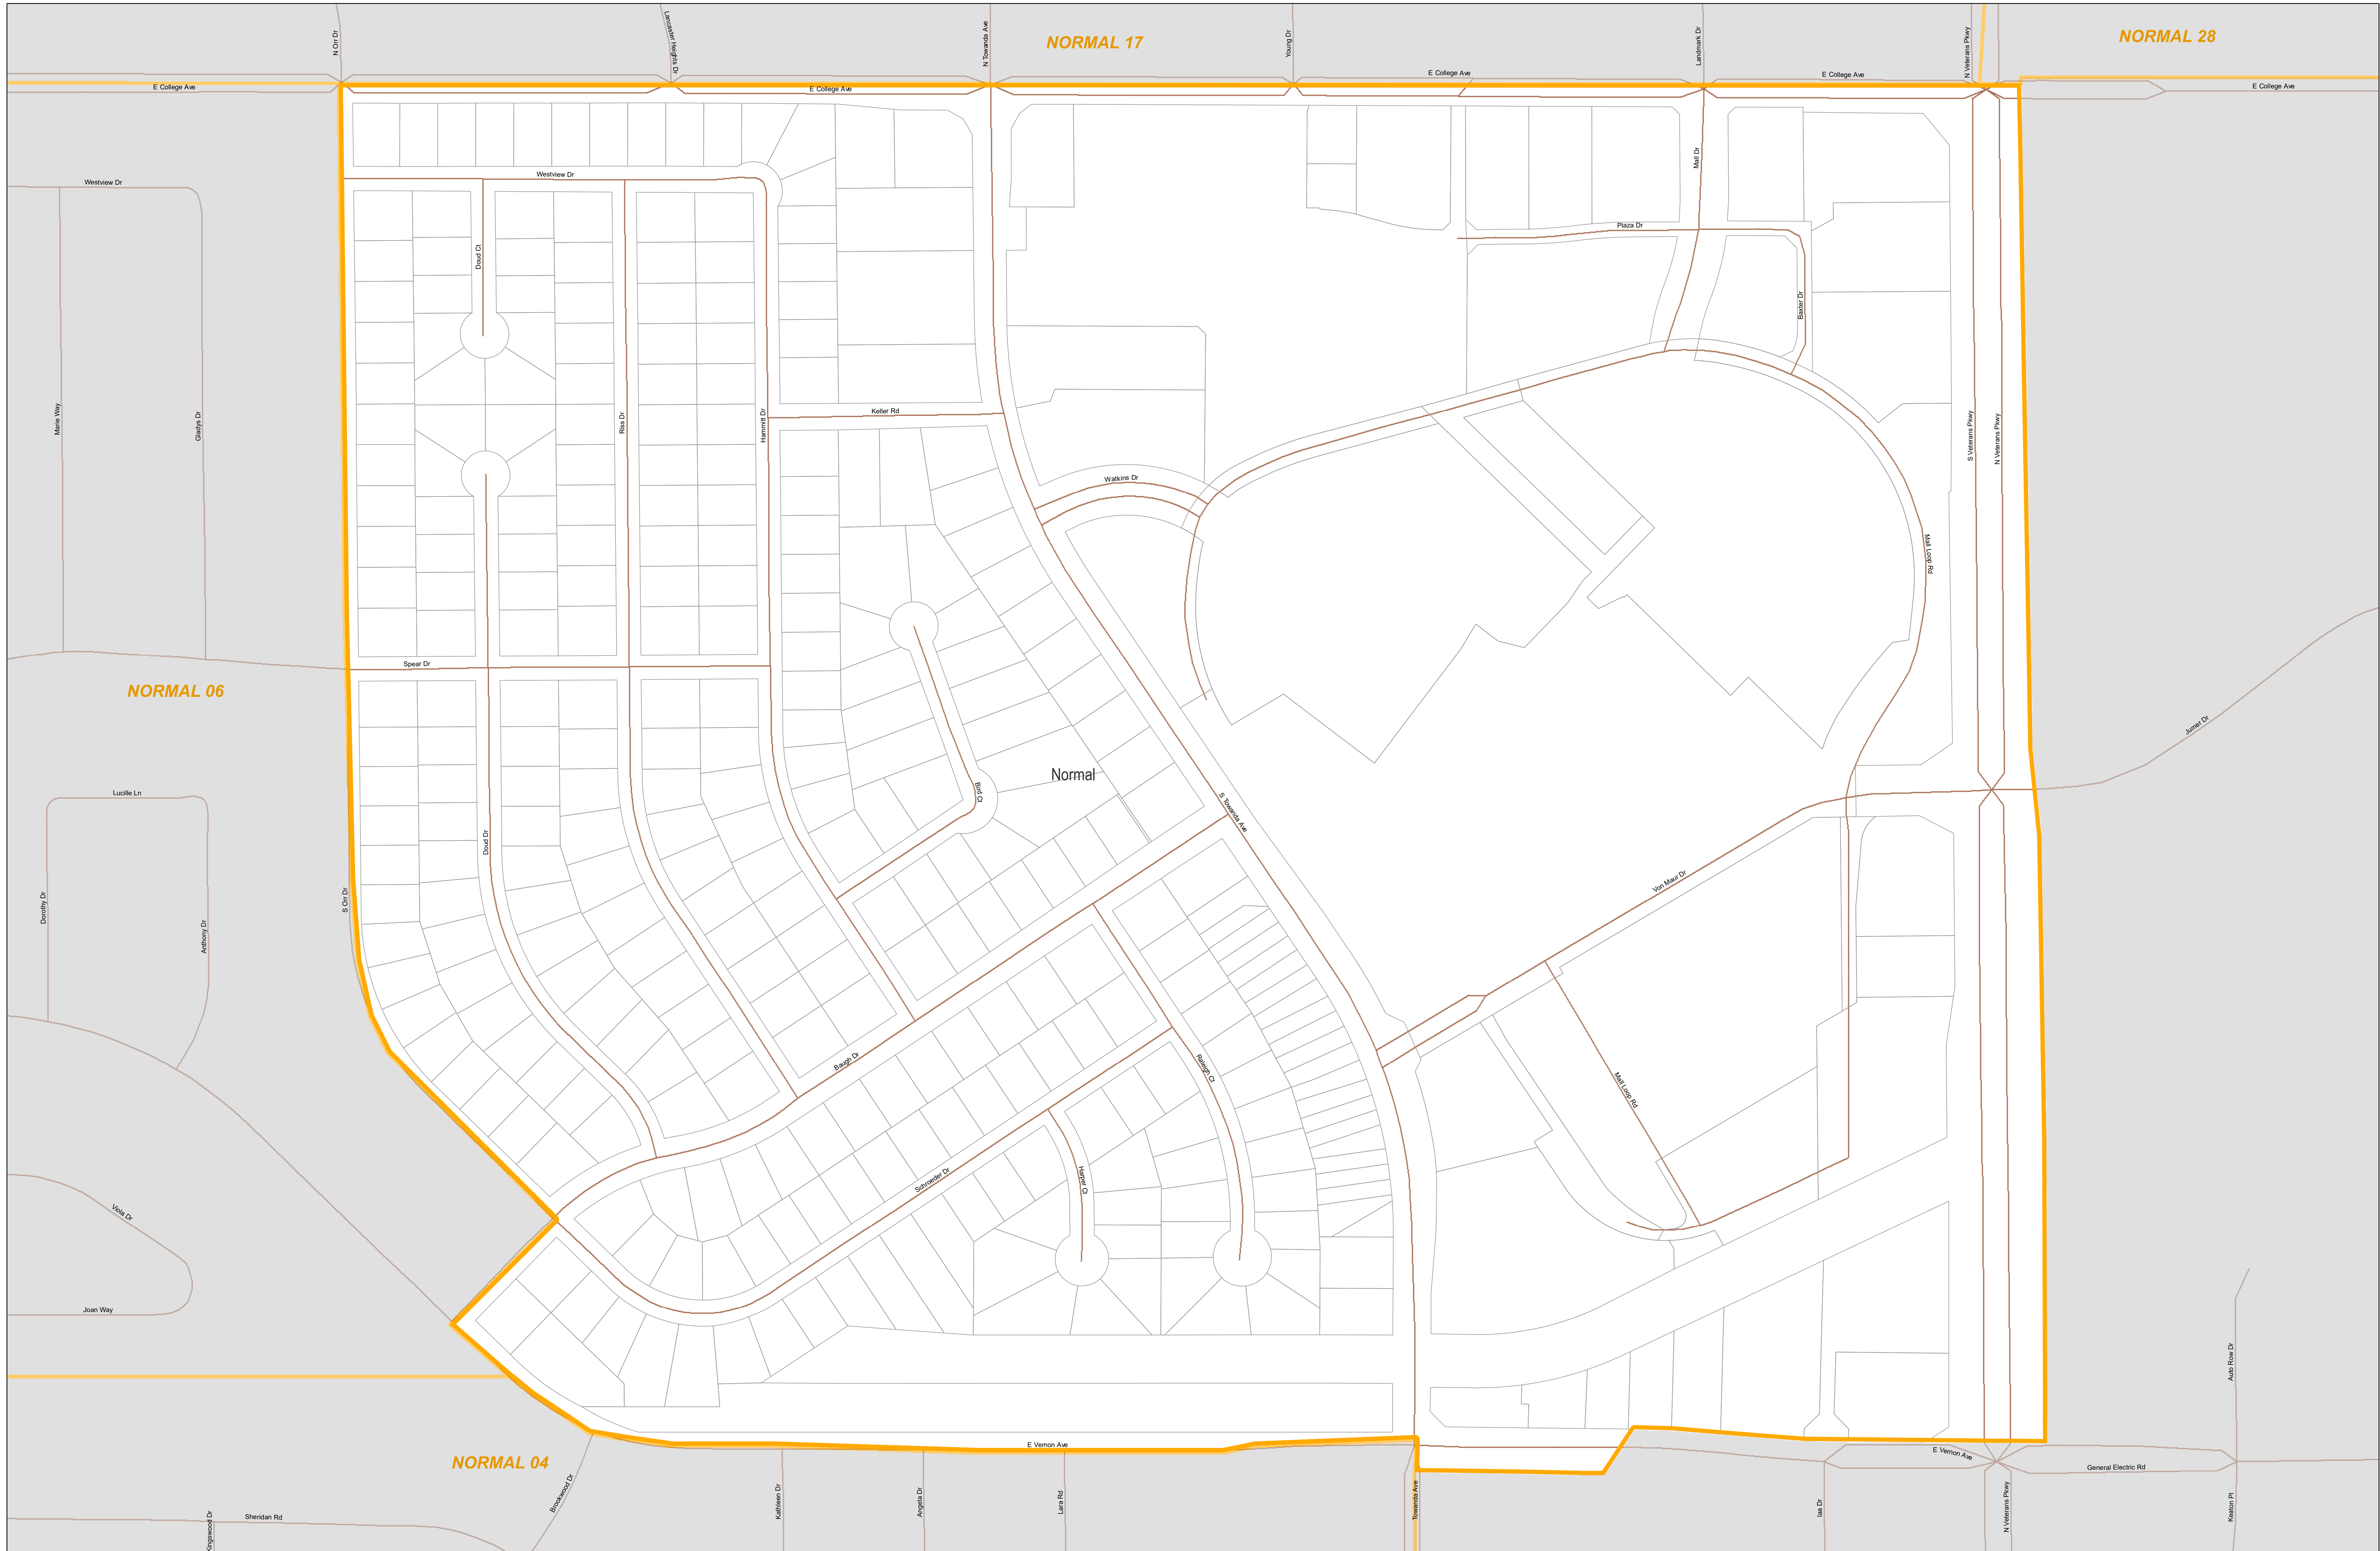 N Orr Dr
Lancaster Heights Dr
N Towanda Ave
NORMAL 17
Young Dr
Landmark Dr
N Veterans Pkwy
NORMAL 28
E College Ave
E College Ave
E College Ave
E College Ave
E College Ave
Westview Dr
Westview Dr
Mall Dr
Plaza Dr
Doud Ct
Baxter Dr
Marie Way
Gladys Dr
Riss Dr
Hammitt Dr
Keller Rd
S Veterans Pkwy
N Veterans Pkwy
Watkins Dr
Mall Loop Rd
Spear Dr
NORMAL 06
Jumer Dr
Normal
Lucille Ln
Bird Ct
S Towanda Ave
Doud Dr
Dorothy Dr
Anthony Dr
S Orr Dr
Von Maur Dr
Baugh Dr
Raleigh Ct
Mall Loop Rd
Schroeder Dr
Harper Ct
Viola Dr
Joan Way
Auto Row Dr
NORMAL 04
E Vernon Ave
E Vernon Ave
General Electric Rd
Brookwood Dr
Kathleen Dr
Angela Dr
Lara Rd
Towanda Ave
Iaa Dr
N Veterans Pkwy
Keaton Pl
Sheridan Rd
Kingswood Dr